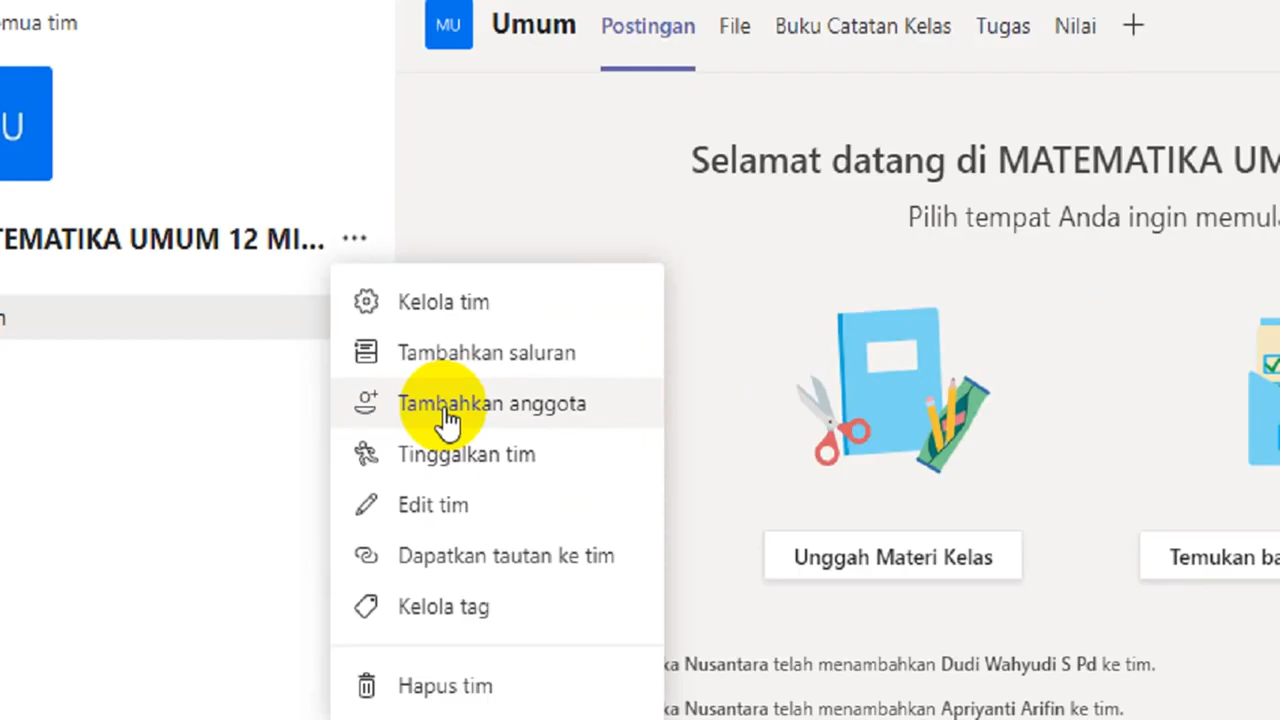 emua tim
MU
Umum Postingan File Buku Catatan Kelas Tugas Nilai +
U
Selamat datang di MATEMATIKA UM
Pilih tempat Anda ingin memula
TEMATIKA UMUM 12 MI... ...
m
Kelola tim
Tambahkan saluran
Tambahkan anggota
Tinggalkan tim
Edit tim
Dapatkan tautan ke tim
Kelola tag
Hapus tim
Unggah Materi Kelas
Temukan ba
ka Nusantara telah menambahkan Dudi Wahyudi S Pd ke tim.
ka Nusantara telah menambahkan Apriyanti Arifin ke tim.